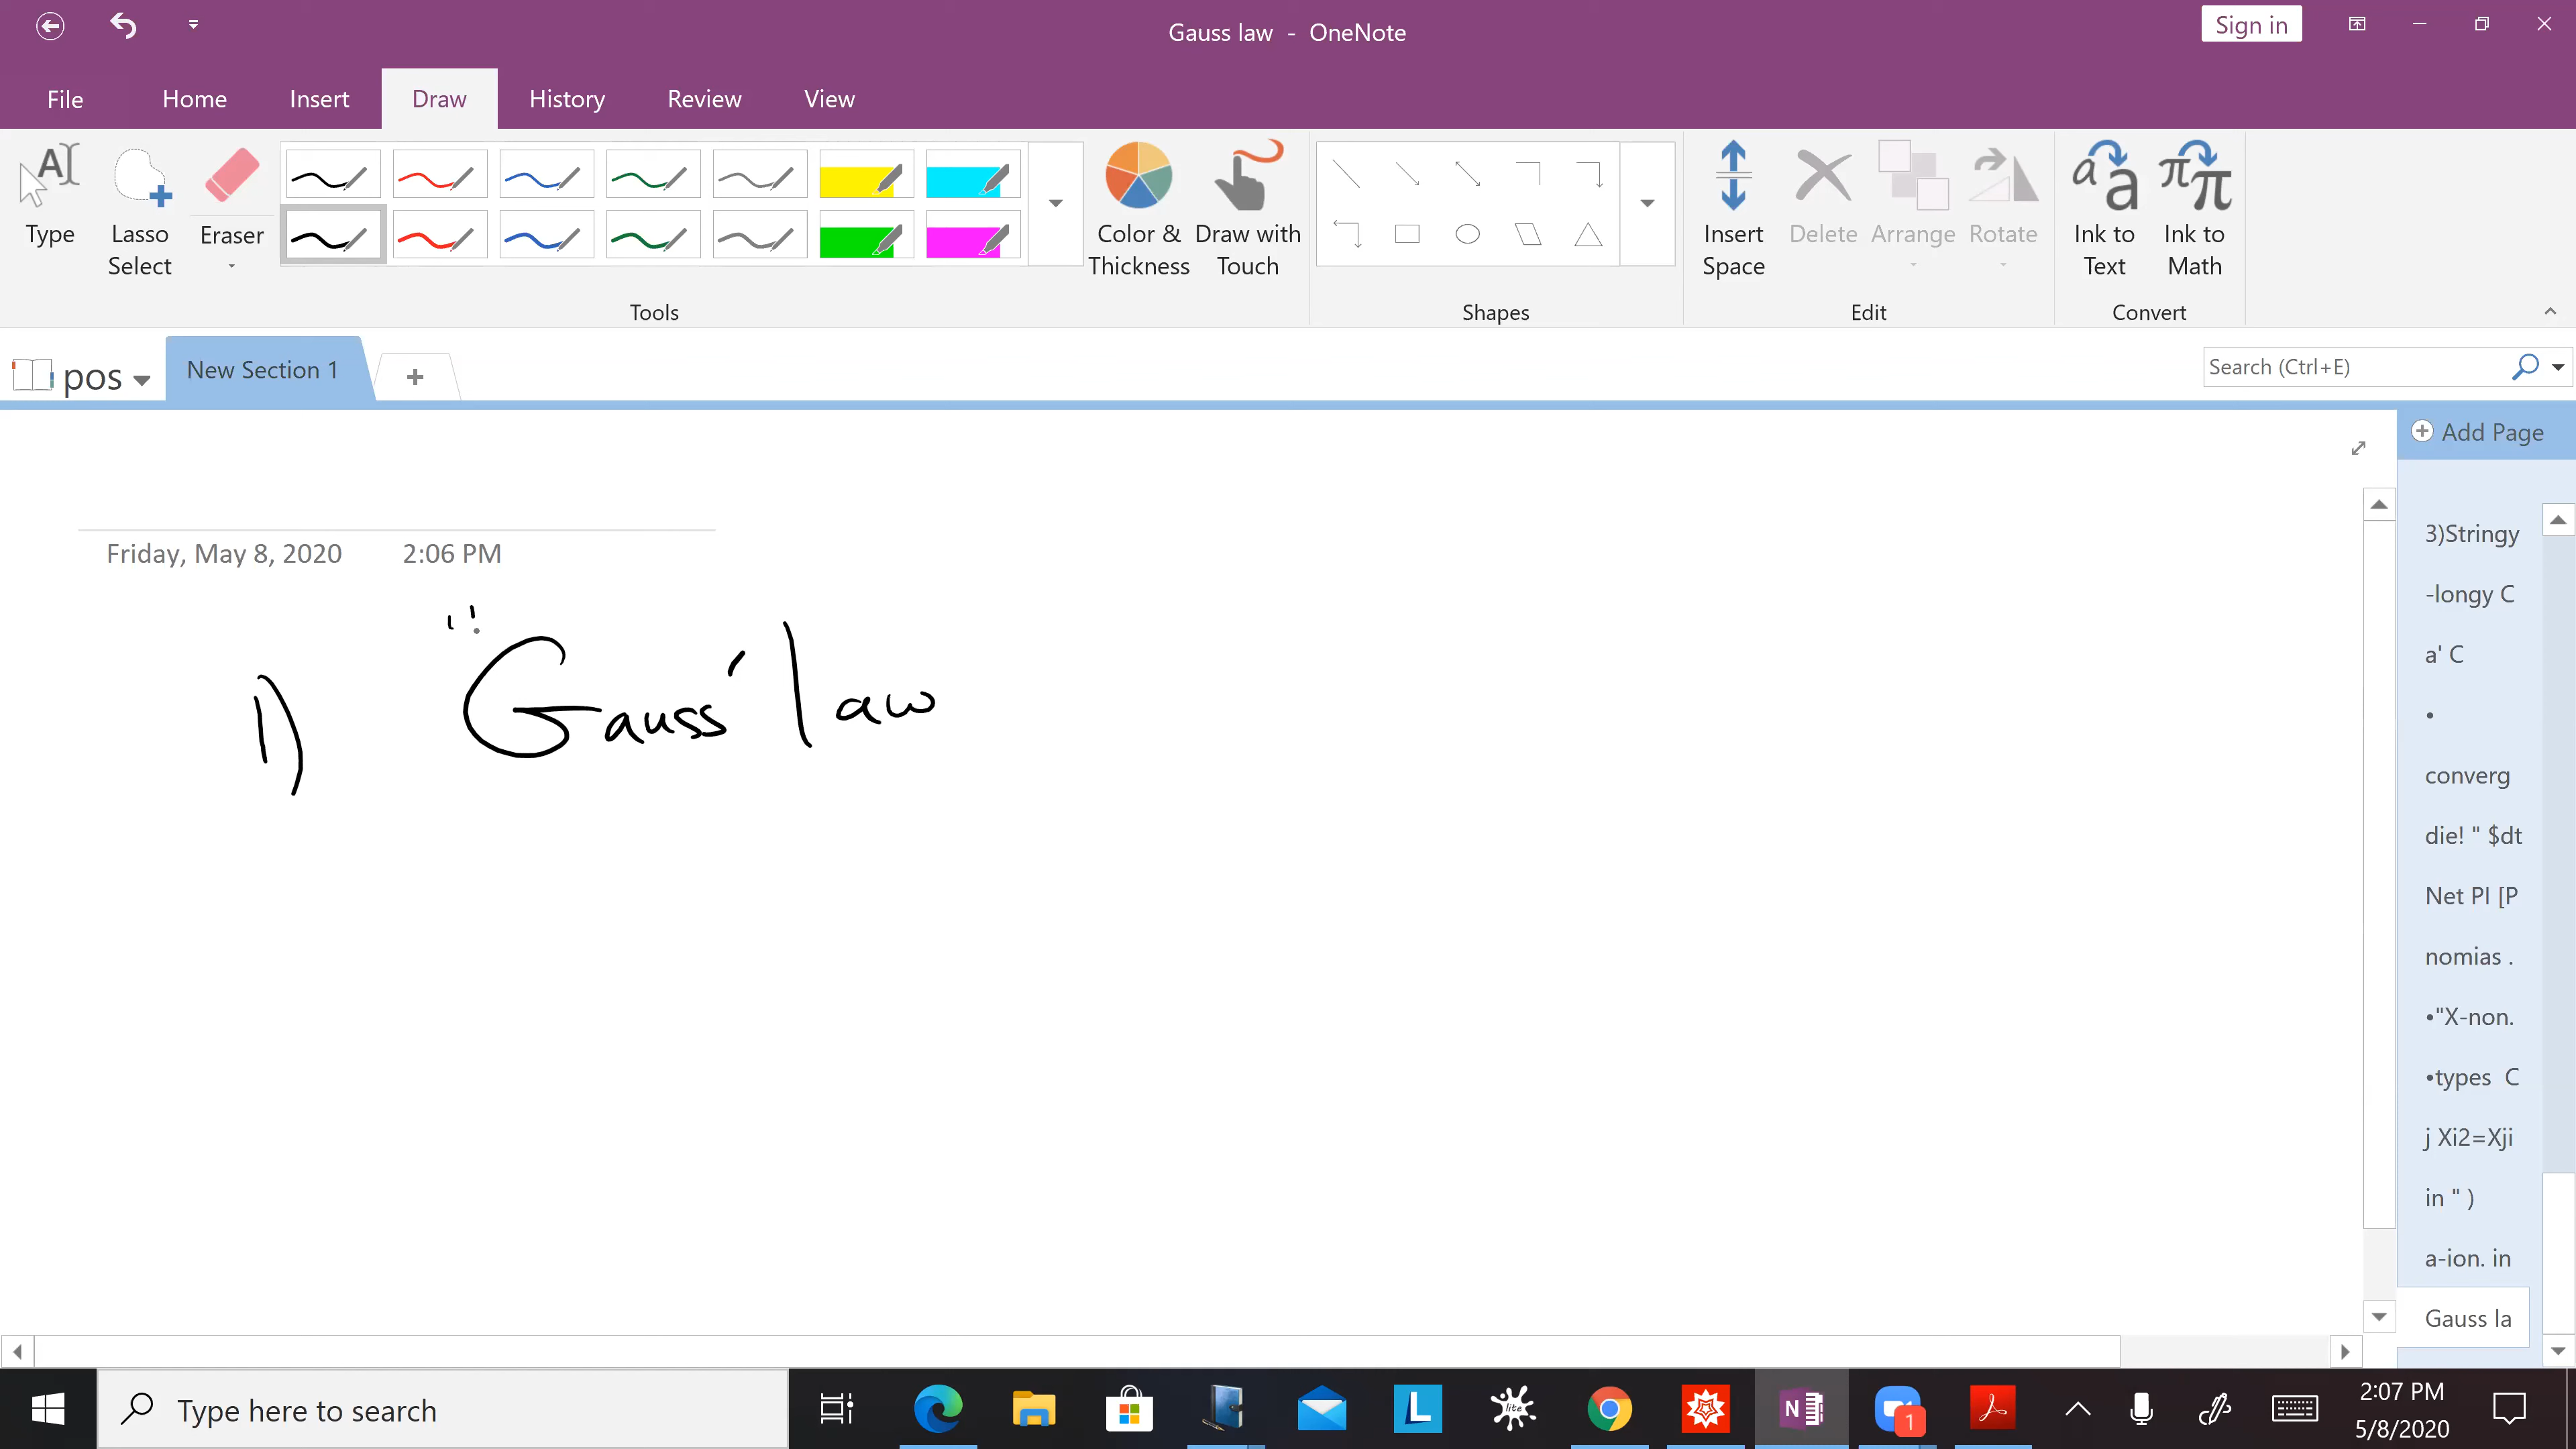 Gauss law - OneNote
Sign in
File Home Insert Draw History Review View
Type
Lasso Select
Eraser
Color & Thickness
Draw with Touch
Insert Space
Delete
Arrange
Rotate
Ink to Text
Ink to Math
Tools Shapes Edit Convert
pos New Section 1 +
Search (Ctrl+E)
Add Page
Friday, May 8, 2020 2:06 PM
1) " Gauss' law
3)Stringy
-longy C
a' C
•
converg
die! " $dt
Net PI [P
nomias .
•"X-non.
•types C
j Xi2=Xji
in " )
a-ion. in
Gauss la
Type here to search
L
lite
N
1
2:07 PM
5/8/2020